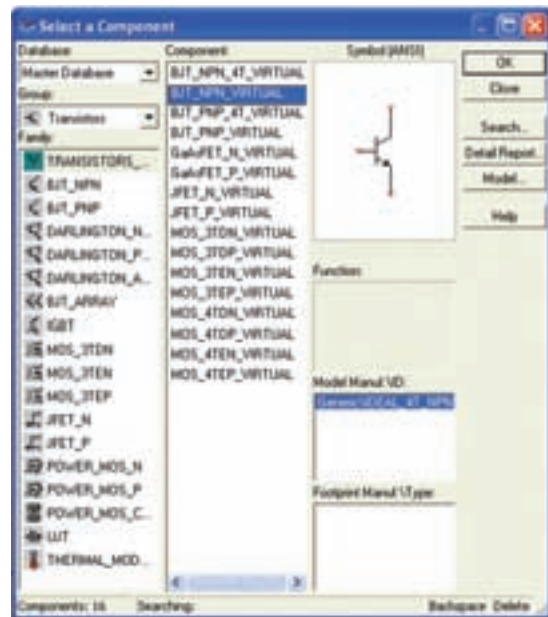 Select a Component
Database
Master Database
Group
Transistors
Family
TRANSISTORS_...
BJT_NPN
BJT_PNP
DARLINGTON_N...
DARLINGTON_P...
DARLINGTON_A...
BJT_ARRAY
IGBT
MOS_3TDN
MOS_3TEN
MOS_3TEP
JFET_N
JFET_P
POWER_MOS_N
POWER_MOS_P
POWER_MOS_C...
UJT
THERMAL_MOD...
Component
BJT_NPN_4T_VIRTUAL
BJT_NPN_VIRTUAL
BJT_PNP_4T_VIRTUAL
BJT_PNP_VIRTUAL
GaAsFET_N_VIRTUAL
GaAsFET_P_VIRTUAL
JFET_N_VIRTUAL
JFET_P_VIRTUAL
MOS_3TDN_VIRTUAL
MOS_3TDP_VIRTUAL
MOS_3TEN_VIRTUAL
MOS_3TEP_VIRTUAL
MOS_4TDN_VIRTUAL
MOS_4TDP_VIRTUAL
MOS_4TEN_VIRTUAL
MOS_4TEP_VIRTUAL
Symbol (ANSI)
Function:
Model Manuf.\ID:
Generic\IDEAL_4T_NPN
Footprint Manuf.\Type:
OK
Close
Search...
Detail Report...
Model...
Help
Components: 16
Searching:
Backspace Delete